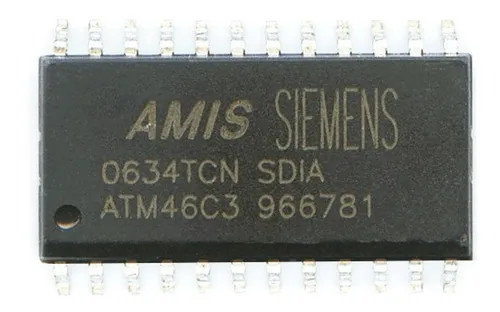 AMIS SIEMENS
0634TCN SDIA
ATM46C3 966781